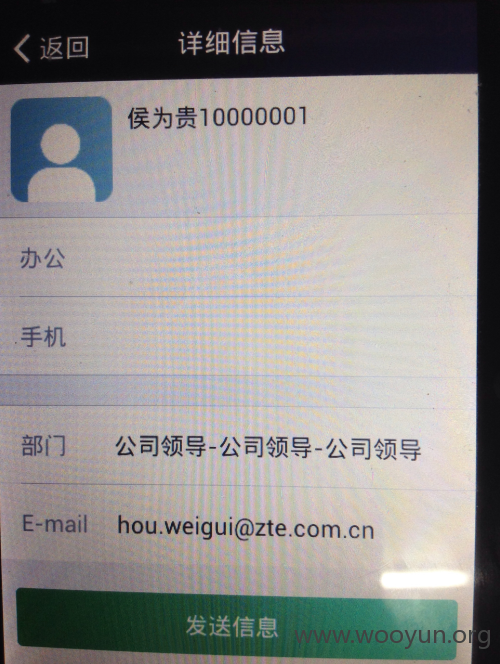 返回 详细信息
侯为贵10000001
办公
手机
部门 公司领导-公司领导-公司领导
E-mail hou.weigui@zte.com.cn
发送信息
www.wooyun.org